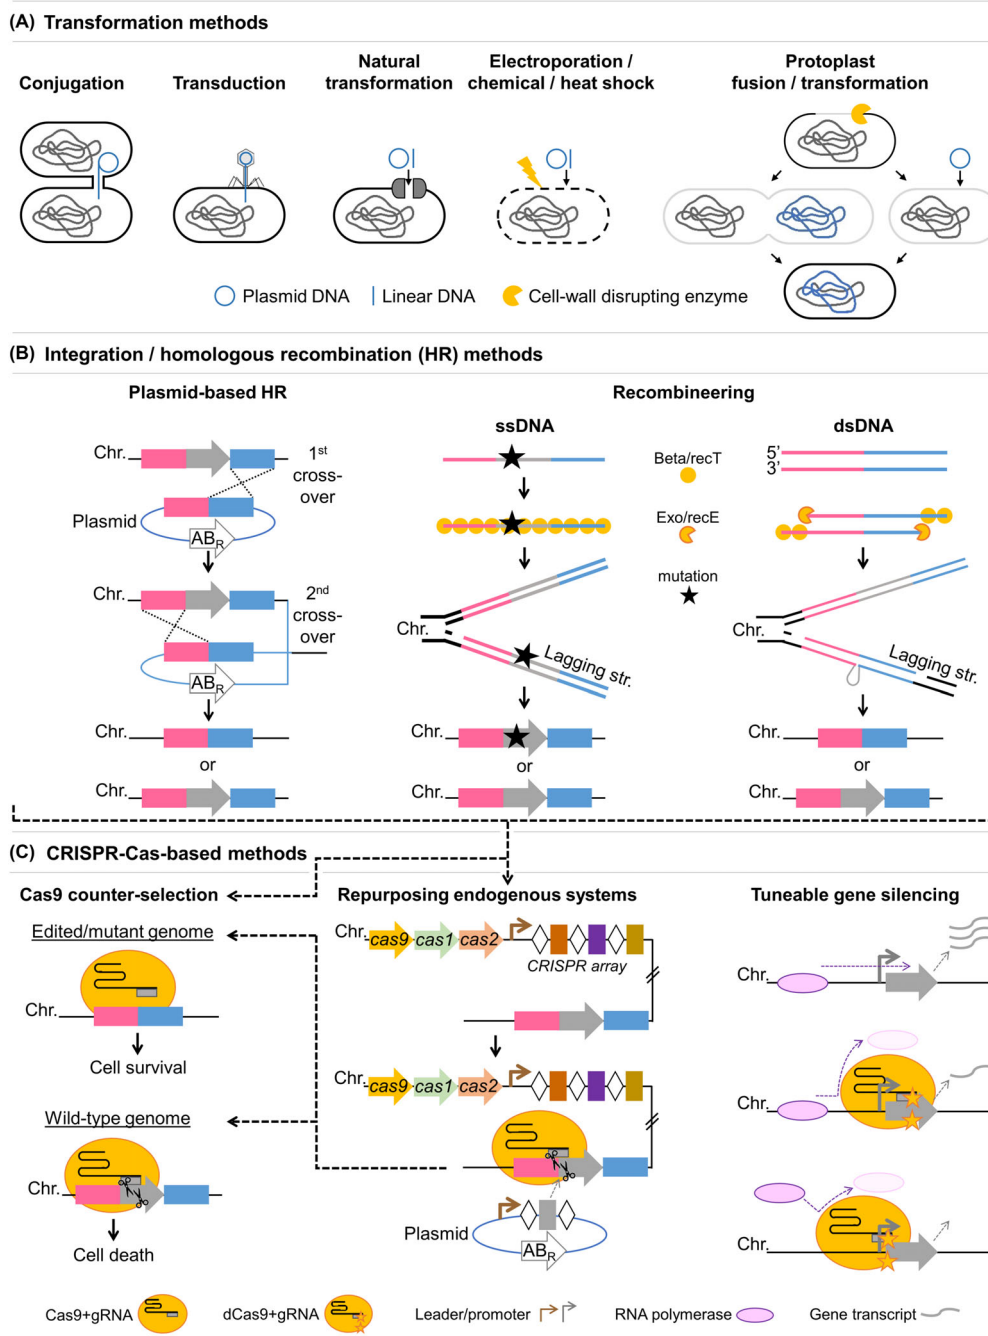 (A) Transformation methods
Conjugation
Transduction
Natural
transformation
Electroporation /
chemical / heat shock
Protoplast
fusion / transformation
Plasmid DNA
Linear DNA
Cell-wall disrupting enzyme
(B) Integration / homologous recombination (HR) methods
Plasmid-based HR
Chr.
1st
cross-
over
Plasmid
ABR
Chr.
2nd
cross-
over
ABR
Chr.
or
Chr.
Recombineering
ssDNA
dsDNA
Beta/recT
5’
3’
Exo/recE
mutation
Chr.
Lagging str.
Chr.
Lagging str.
Chr.
or
Chr.
Chr.
or
Chr.
(C) CRISPR-Cas-based methods
Cas9 counter-selection
Edited/mutant genome
Chr.
Cell survival
Wild-type genome
Chr.
Cell death
Repurposing endogenous systems
Chr.
cas9 cas1 cas2
CRISPR array
Chr.
cas9 cas1 cas2
Plasmid
ABR
Tuneable gene silencing
Chr.
Chr.
Chr.
Cas9+gRNA
dCas9+gRNA
Leader/promoter
RNA polymerase
Gene transcript